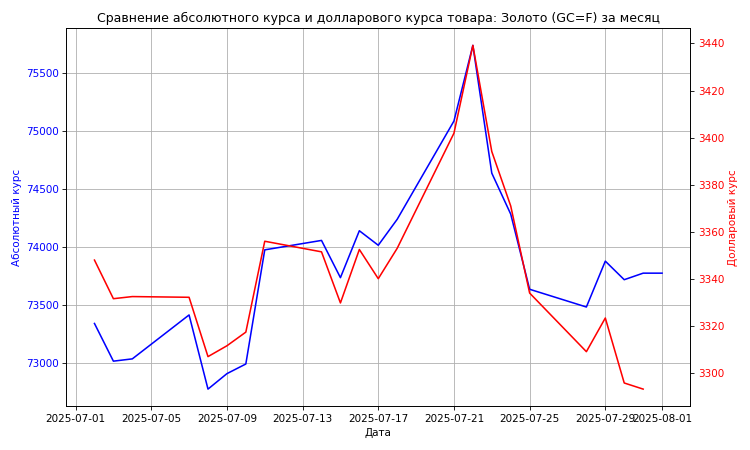 Сравнение абсолютного курса и долларового курса товара: Золото (GC=F) за месяц
75500
75000
74500
74000
73500
73000
Абсолютный курс
3440
3420
3400
3380
3360
3340
3320
3300
Долларовый курс
2025-07-01 2025-07-05 2025-07-09 2025-07-13 2025-07-17 2025-07-21 2025-07-25 2025-07-29 2025-08-01
Дата